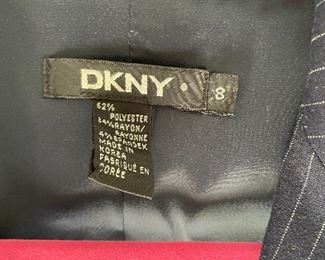 DKNY
8
62%
POLYESTER
34% RAYON/
RAYONNE
4% SPANDEX
MADE IN
KOREA
FABRIQUÉ EN
CORÉE